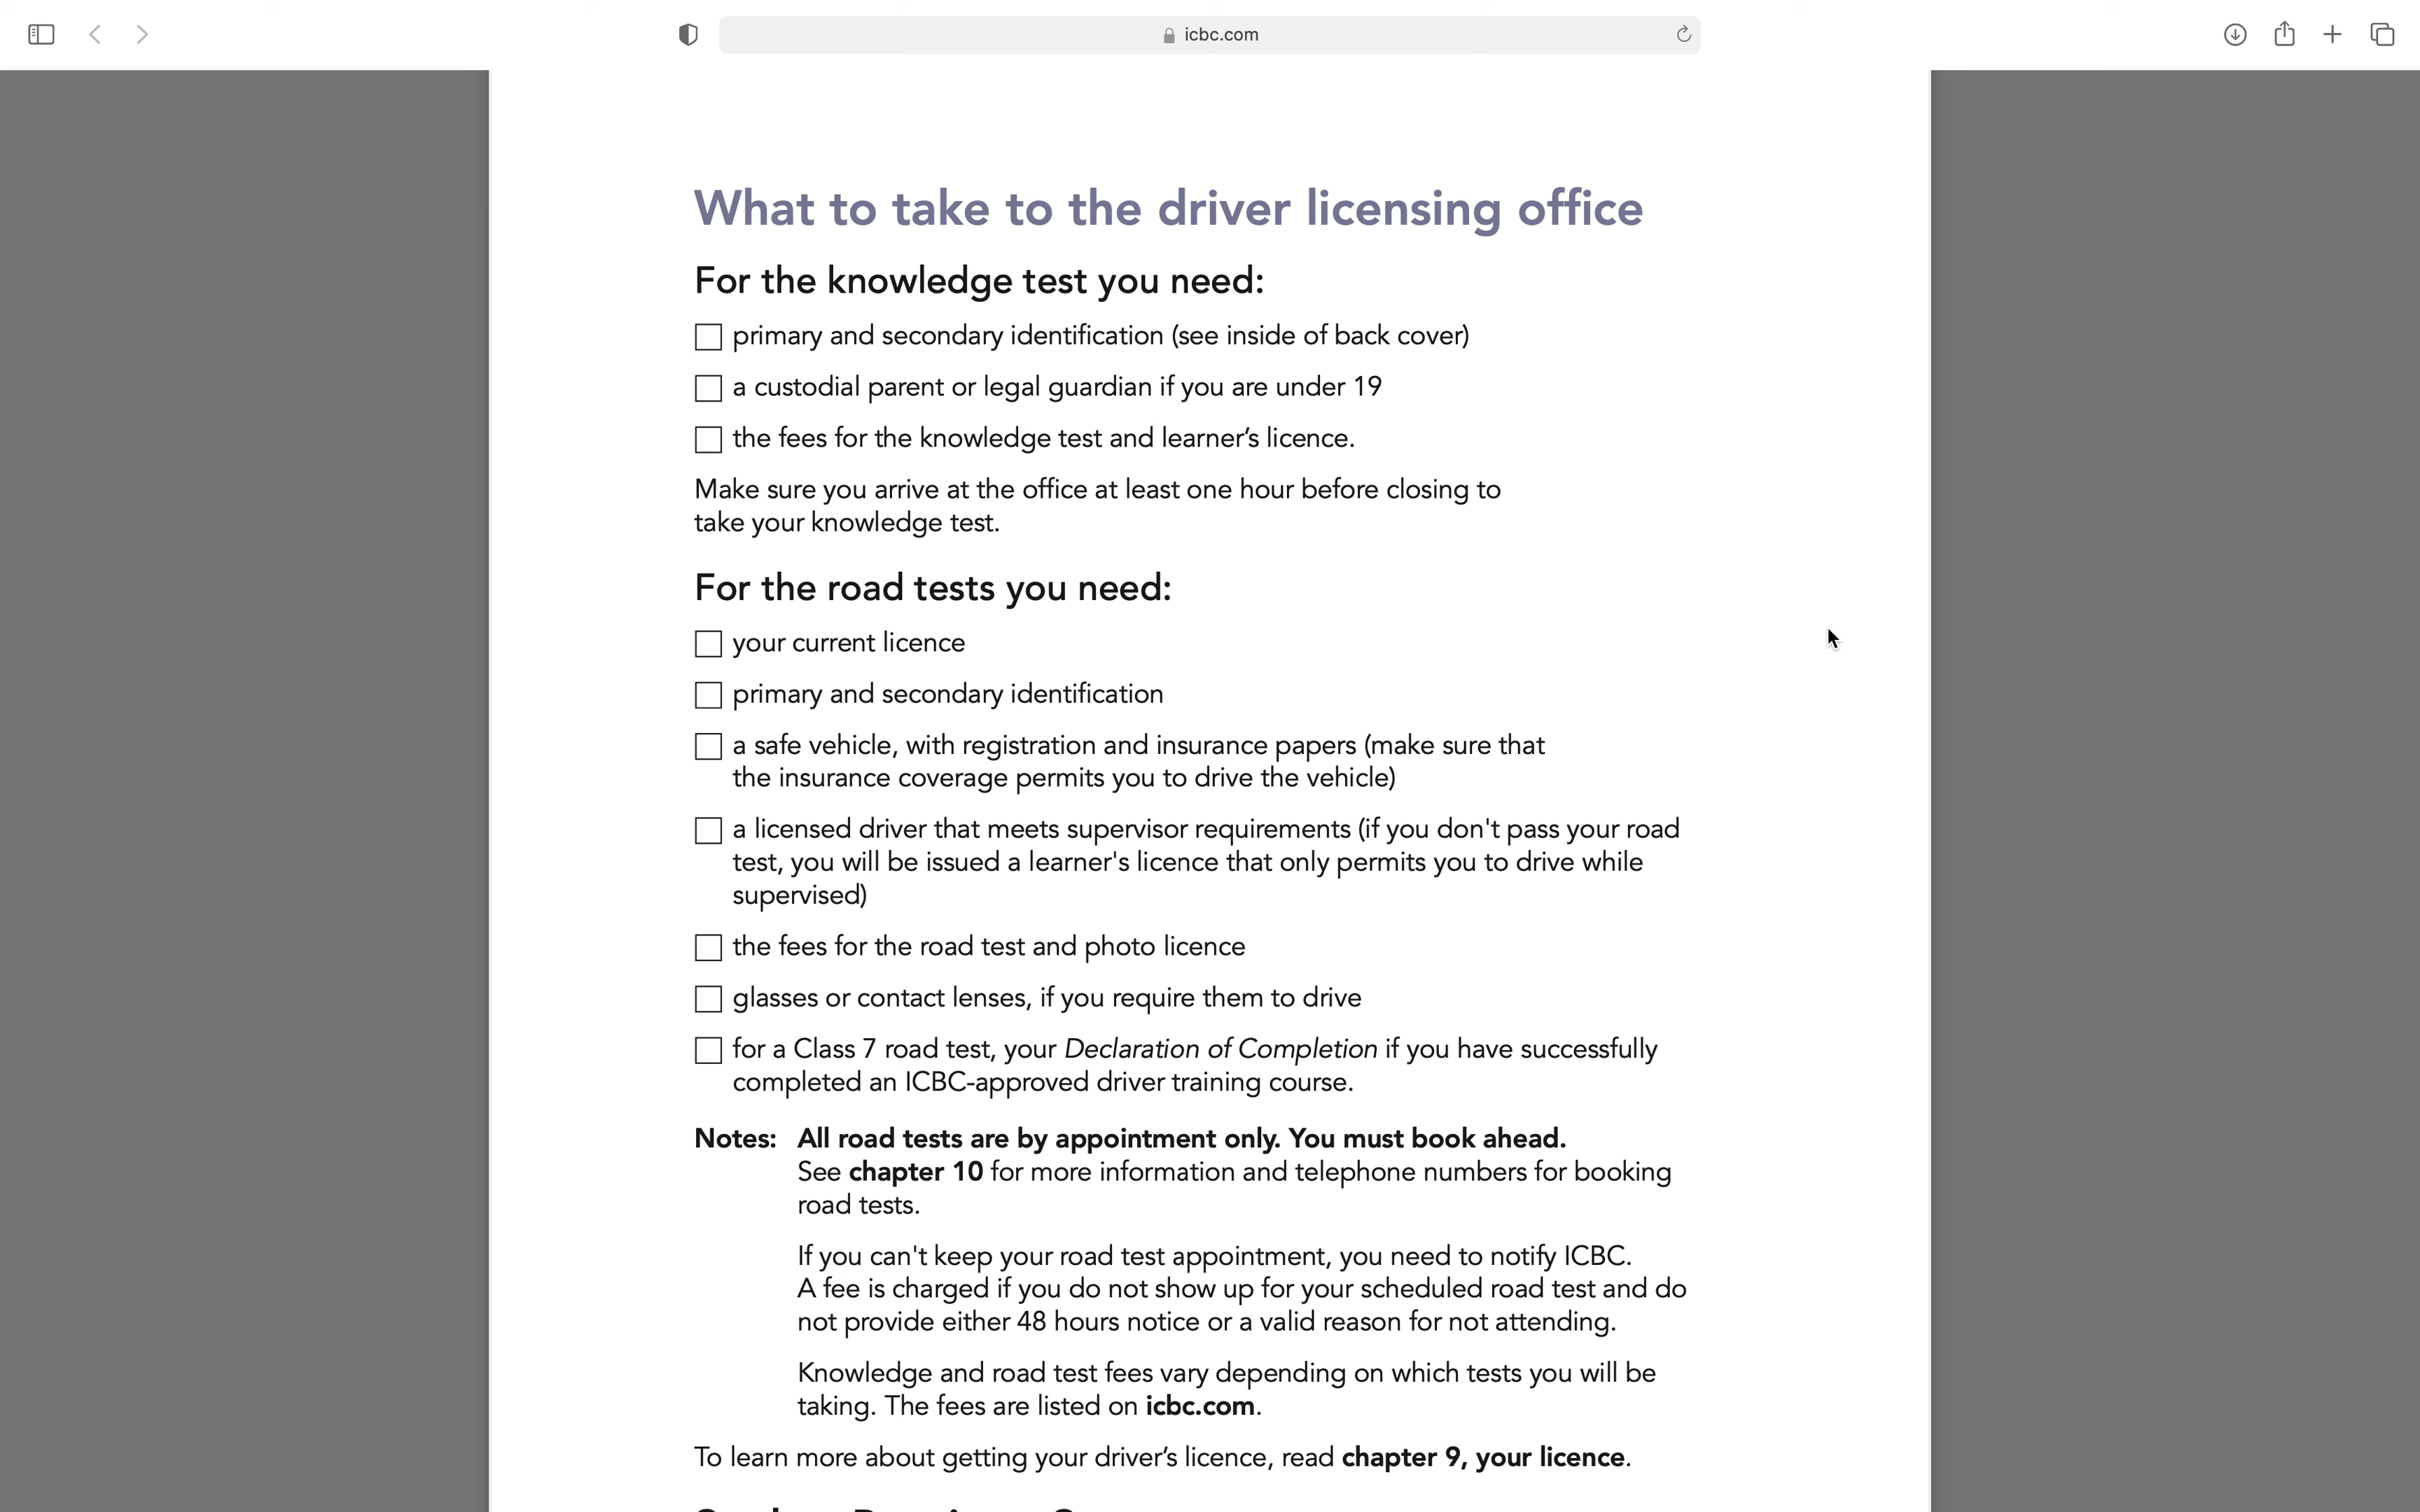 icbc.com
What to take to the driver licensing office
For the knowledge test you need:
primary and secondary identification (see inside of back cover)
a custodial parent or legal guardian if you are under 19
the fees for the knowledge test and learner’s licence.
Make sure you arrive at the office at least one hour before closing to
take your knowledge test.
For the road tests you need:
your current licence
primary and secondary identification
a safe vehicle, with registration and insurance papers (make sure that
the insurance coverage permits you to drive the vehicle)
a licensed driver that meets supervisor requirements (if you don't pass your road
test, you will be issued a learner's licence that only permits you to drive while
supervised)
the fees for the road test and photo licence
glasses or contact lenses, if you require them to drive
for a Class 7 road test, your Declaration of Completion if you have successfully
completed an ICBC-approved driver training course.
Notes: All road tests are by appointment only. You must book ahead.
See chapter 10 for more information and telephone numbers for booking
road tests.
If you can't keep your road test appointment, you need to notify ICBC.
A fee is charged if you do not show up for your scheduled road test and do
not provide either 48 hours notice or a valid reason for not attending.
Knowledge and road test fees vary depending on which tests you will be
taking. The fees are listed on icbc.com.
To learn more about getting your driver’s licence, read chapter 9, your licence.